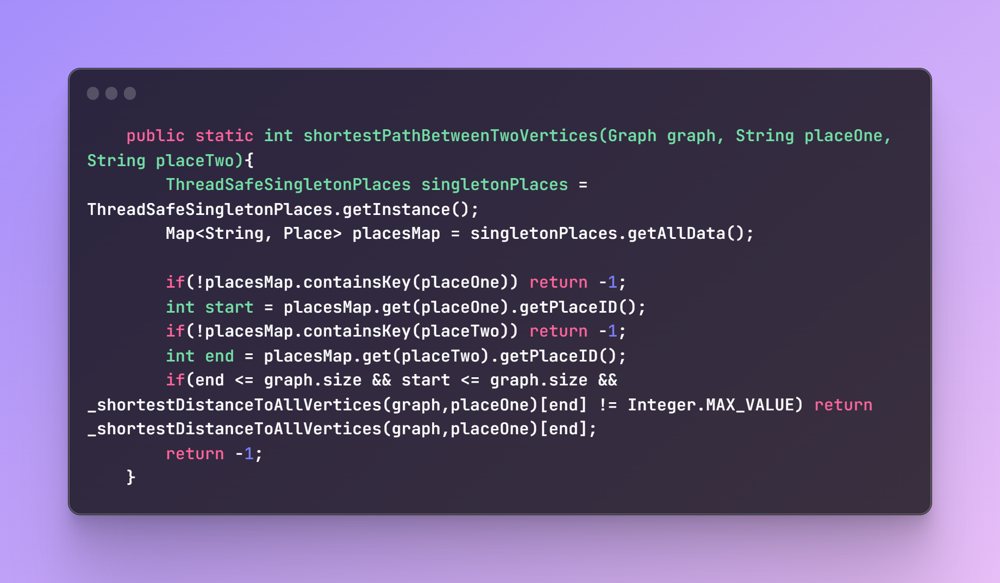 public static int shortestPathBetweenTwoVertices(Graph graph, String placeOne,
String placeTwo){
        ThreadSafeSingletonPlaces singletonPlaces =
ThreadSafeSingletonPlaces.getInstance();
        Map<String, Place> placesMap = singletonPlaces.getAllData();

        if(!placesMap.containsKey(placeOne)) return -1;
        int start = placesMap.get(placeOne).getPlaceID();
        if(!placesMap.containsKey(placeTwo)) return -1;
        int end = placesMap.get(placeTwo).getPlaceID();
        if(end <= graph.size && start <= graph.size &&
_shortestDistanceToAllVertices(graph,placeOne)[end] != Integer.MAX_VALUE) return
_shortestDistanceToAllVertices(graph,placeOne)[end];
        return -1;
    }